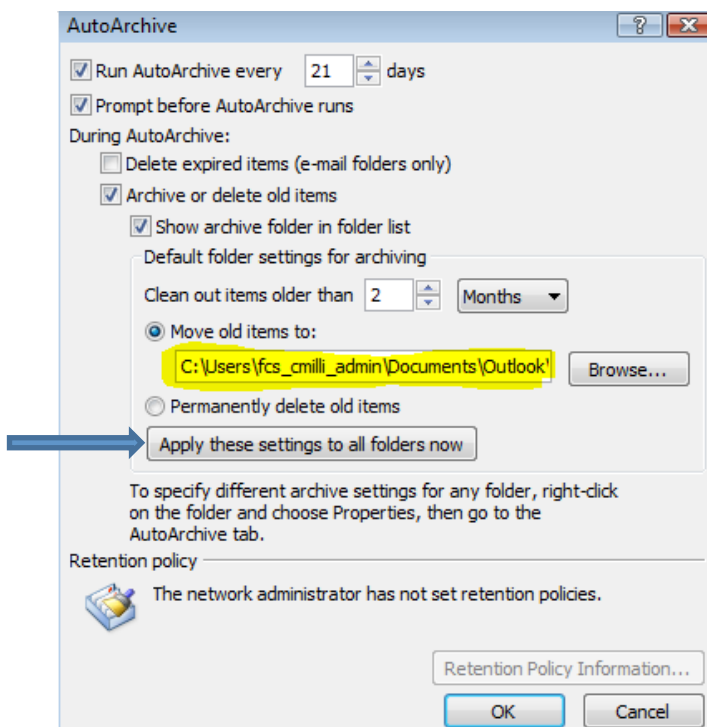 AutoArchive
Run AutoArchive every 21 days
Prompt before AutoArchive runs
During AutoArchive:
Delete expired items (e-mail folders only)
Archive or delete old items
Show archive folder in folder list
Default folder settings for archiving
Clean out items older than 2 Months
Move old items to:
C:\Users\fcs_cmilli_admin\Documents\Outlook\ Browse...
Permanently delete old items
Apply these settings to all folders now
To specify different archive settings for any folder, right-click
on the folder and choose Properties, then go to the
AutoArchive tab.
Retention policy
The network administrator has not set retention policies.
Retention Policy Information...
OK Cancel